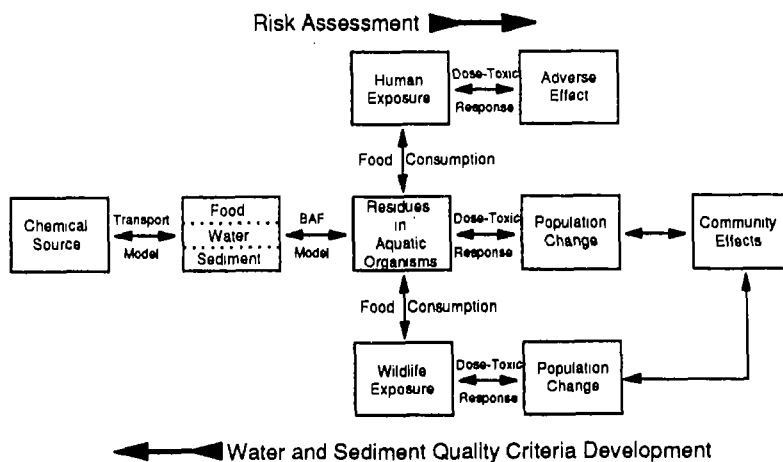 Risk Assessment
Human
Exposure
Dose-Toxic
Response
Adverse
Effect
Food Consumption
Chemical
Source
Transport
Model
Food
Water
Sediment
BAF
Model
Residues
in
Aquatic
Organisms
Dose-Toxic
Response
Population
Change
Community
Effects
Food Consumption
Wildlife
Exposure
Dose-Toxic
Response
Population
Change
Water and Sediment Quality Criteria Development